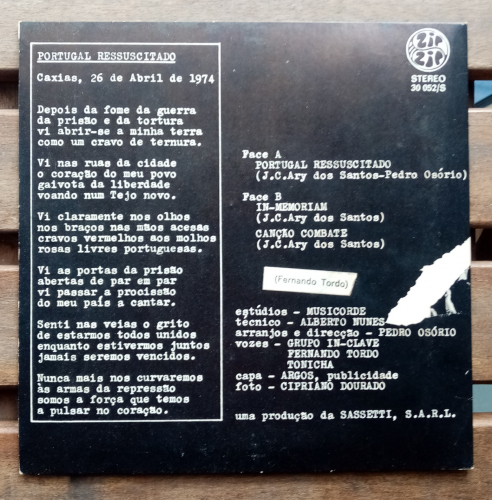 PORTUGAL RESSUSCITADO
Caxias, 26 de Abril de 1974
Depois da fome da guerra
da prisão e da tortura
vi abrir-se a minha terra
como um cravo de ternura.
Vi nas ruas da cidade
o coração do meu povo
gaivota da liberdade
voando num Tejo novo.
Vi claramente nos olhos
nos braços nas mãos acesas
cravos vermelhos aos molhos
rosas livres portuguesas.
Vi as portas da prisão
abertas de par em par
vi passar a procissão
do meu país a cantar.
Senti nas veias o grito
de estarmos todos unidos
enquanto estivermos juntos
jamais seremos vencidos.
Nunca mais nos curvaremos
às armas da repressão
somos a força que temos
a pulsar no coração.
zip
zip
STEREO
30 052/S
Face A
PORTUGAL RESSUSCITADO
(J.C.Ary dos Santos-Pedro Osório)
Face B
IN-MEMORIAM
(J.C.Ary dos Santos)
CANÇÃO COMBATE
(J.C.Ary dos Santos)
(Fernando Tordo)
estúdios - MUSICORDE
técnico - ALBERTO NUNES
arranjos e direcção - PEDRO OSÓRIO
vozes - GRUPO IN-CLAVE
FERNANDO TORDO
TONICHA
capa - ARGOS, publicidade
foto - CIPRIANO DOURADO
uma produção da SASSETTI, S.A.R.L.